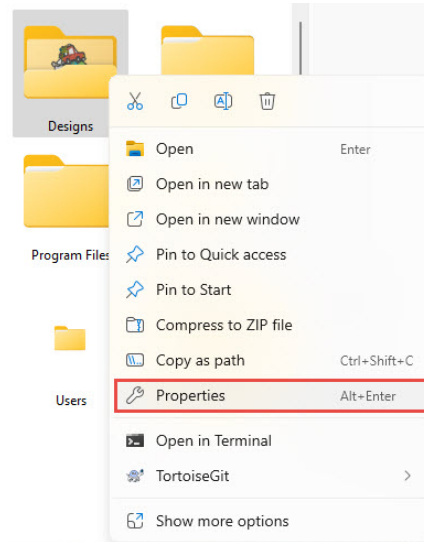 Designs
Open Enter
Open in new tab
Open in new window
Program Files
Pin to Quick access
Pin to Start
Compress to ZIP file
Copy as path Ctrl+Shift+C
Properties Alt+Enter
Users
Open in Terminal
TortoiseGit
Show more options